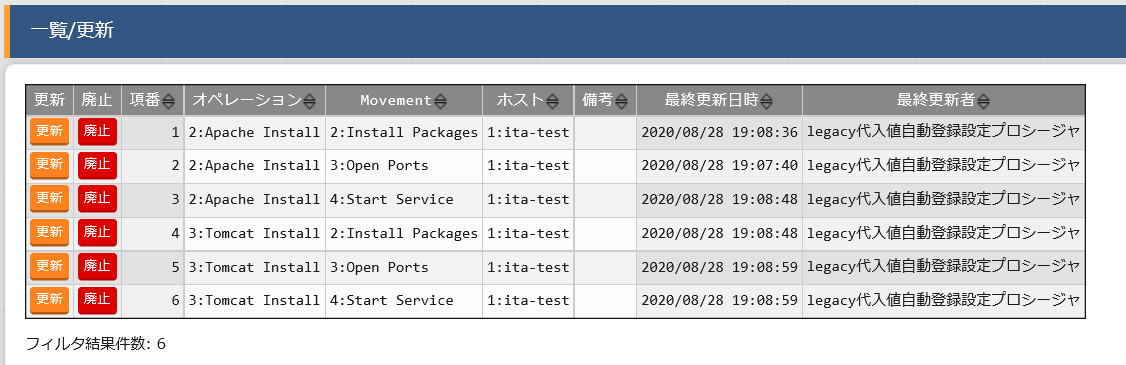 一覧/更新
更新 廃止 項番 オペレーション Movement ホスト 備考 最終更新日時 最終更新者
更新 廃止 1 2:Apache Install 2:Install Packages 1:ita-test 2020/08/28 19:08:36 legacy代入値自動登録設定プロシージャ
更新 廃止 2 2:Apache Install 3:Open Ports 1:ita-test 2020/08/28 19:07:40 legacy代入値自動登録設定プロシージャ
更新 廃止 3 2:Apache Install 4:Start Service 1:ita-test 2020/08/28 19:08:48 legacy代入値自動登録設定プロシージャ
更新 廃止 4 3:Tomcat Install 2:Install Packages 1:ita-test 2020/08/28 19:08:48 legacy代入値自動登録設定プロシージャ
更新 廃止 5 3:Tomcat Install 3:Open Ports 1:ita-test 2020/08/28 19:08:59 legacy代入値自動登録設定プロシージャ
更新 廃止 6 3:Tomcat Install 4:Start Service 1:ita-test 2020/08/28 19:08:59 legacy代入値自動登録設定プロシージャ
フィルタ結果件数: 6